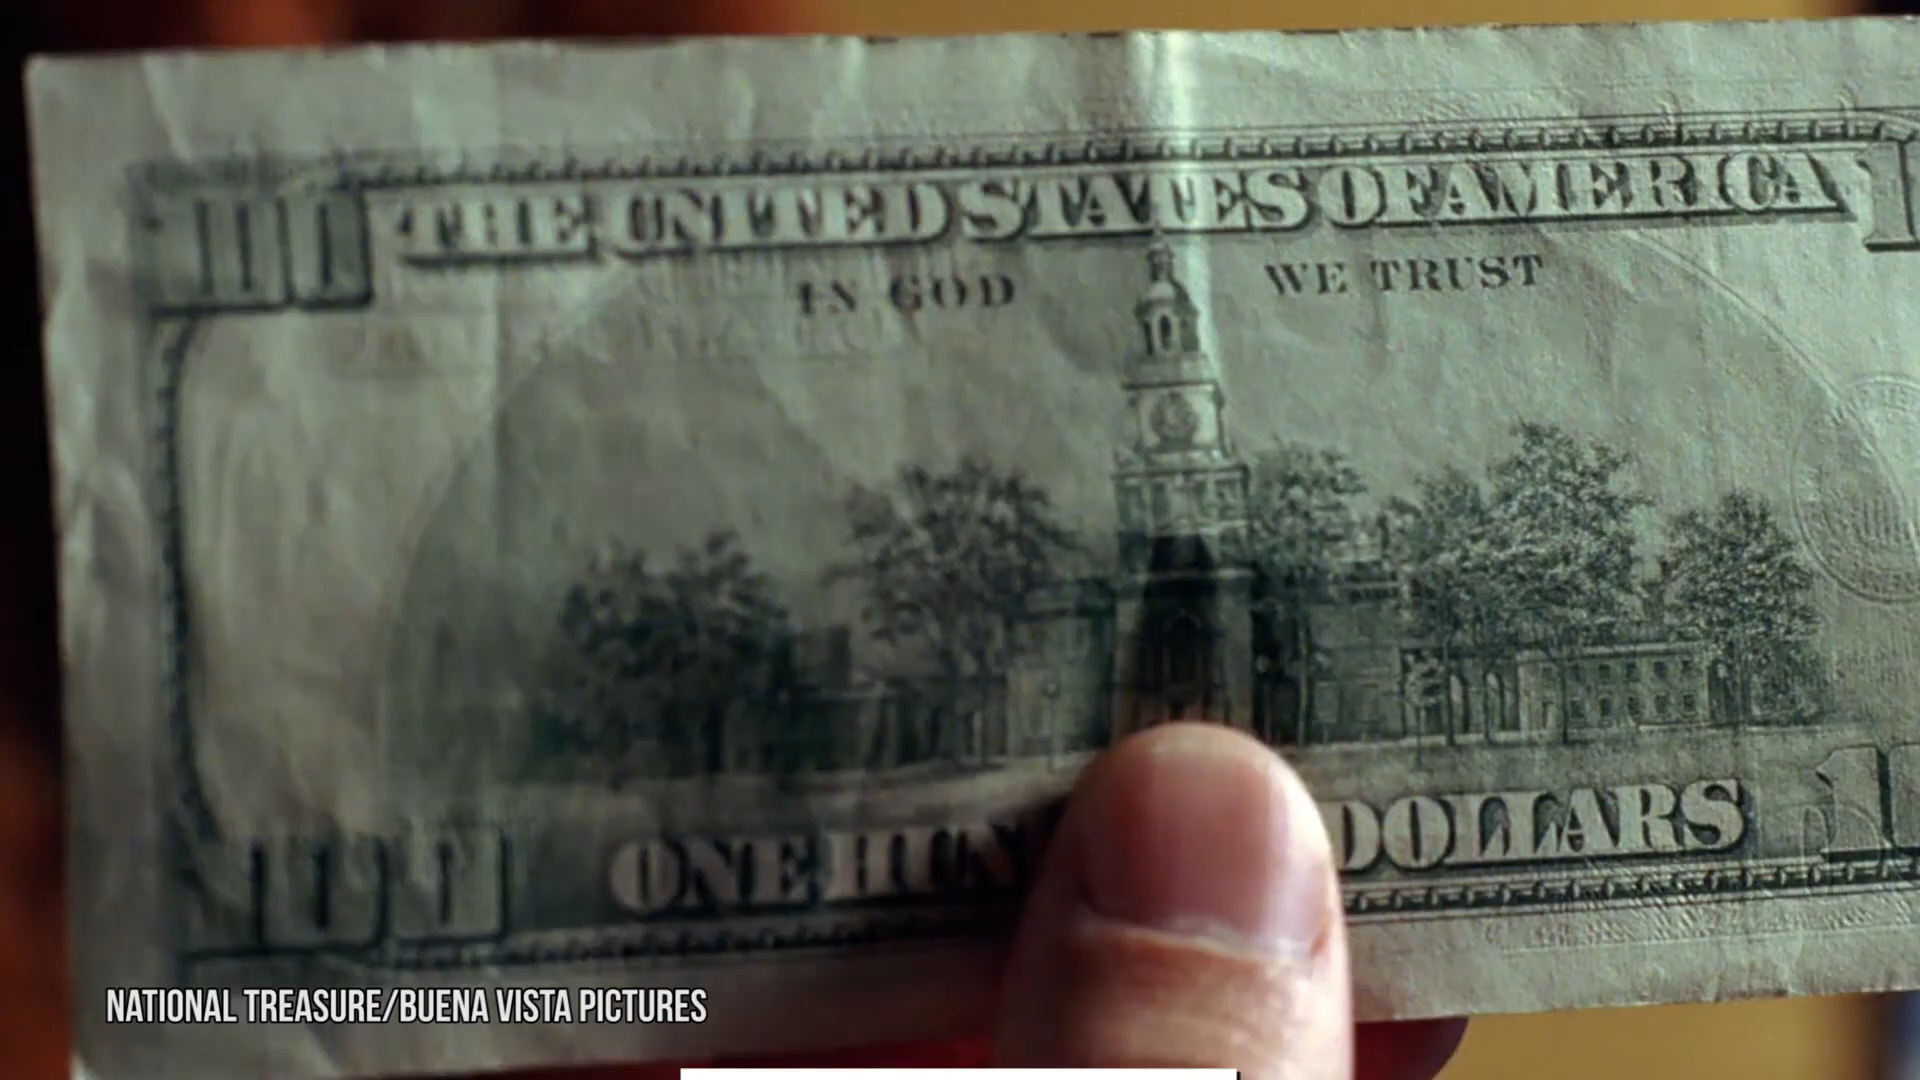 THE UNITED STATES OF AMERICA
IN GOD WE TRUST
ONE HUN DOLLARS
NATIONAL TREASURE/BUENA VISTA PICTURES